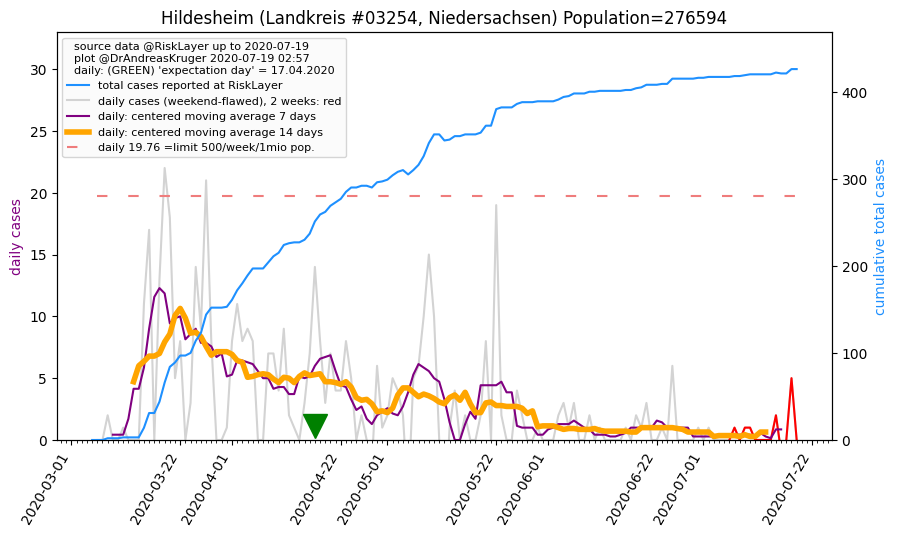 Hildesheim (Landkreis #03254, Niedersachsen) Population=276594
source data @RiskLayer up to 2020-07-19
plot @DrAndreasKruger 2020-07-19 02:57
daily: (GREEN) 'expectation day' = 17.04.2020
total cases reported at RiskLayer
daily cases (weekend-flawed), 2 weeks: red
daily: centered moving average 7 days
daily: centered moving average 14 days
daily 19.76 =limit 500/week/1mio pop.
daily cases
30
25
20
15
10
5
0
cumulative total cases
400
300
200
100
0
2020-03-01
2020-03-22
2020-04-01
2020-04-22
2020-05-01
2020-05-22
2020-06-01
2020-06-22
2020-07-01
2020-07-22